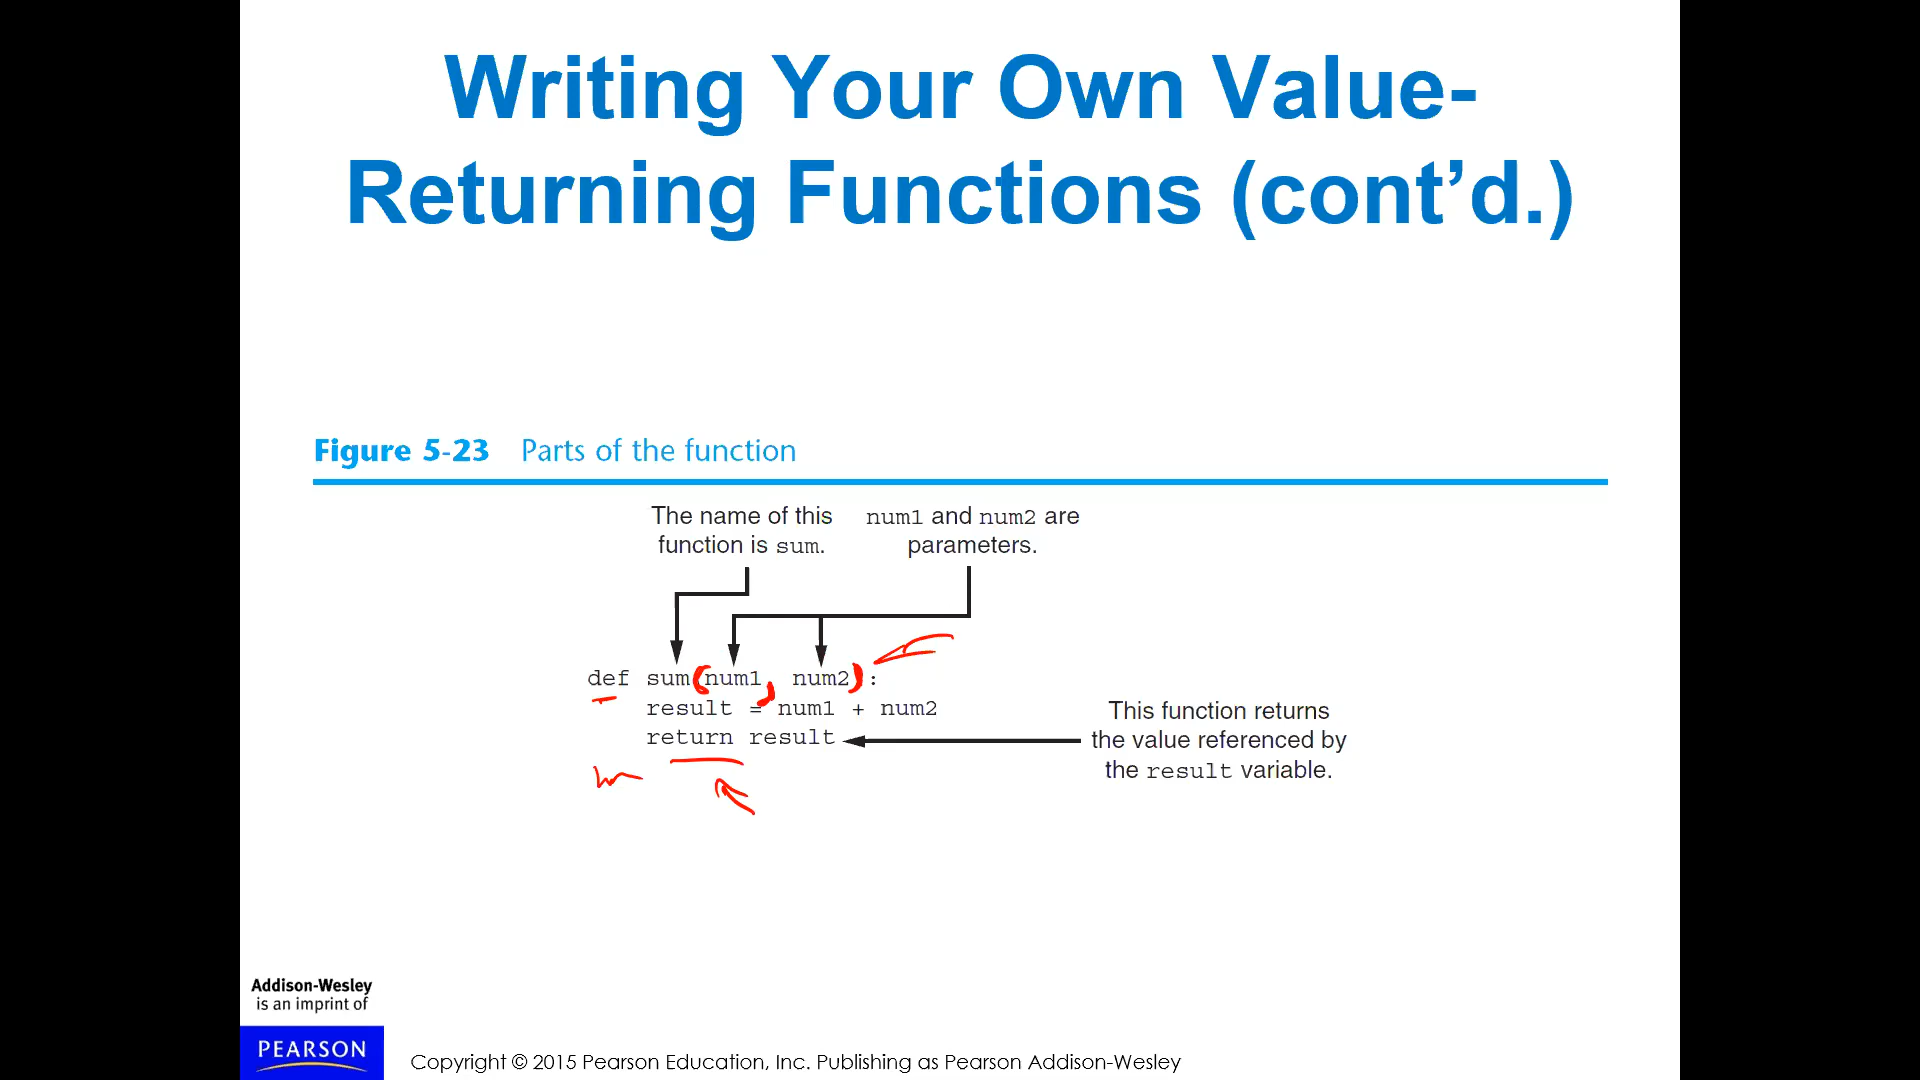 Writing Your Own Value-
Returning Functions (cont’d.)
Figure 5-23 Parts of the function
The name of this
function is sum.
num1 and num2 are
parameters.
def sum(num1, num2):
    result = num1 + num2
    return result
This function returns
the value referenced by
the result variable.
Addison-Wesley
is an imprint of
PEARSON
Copyright © 2015 Pearson Education, Inc. Publishing as Pearson Addison-Wesley